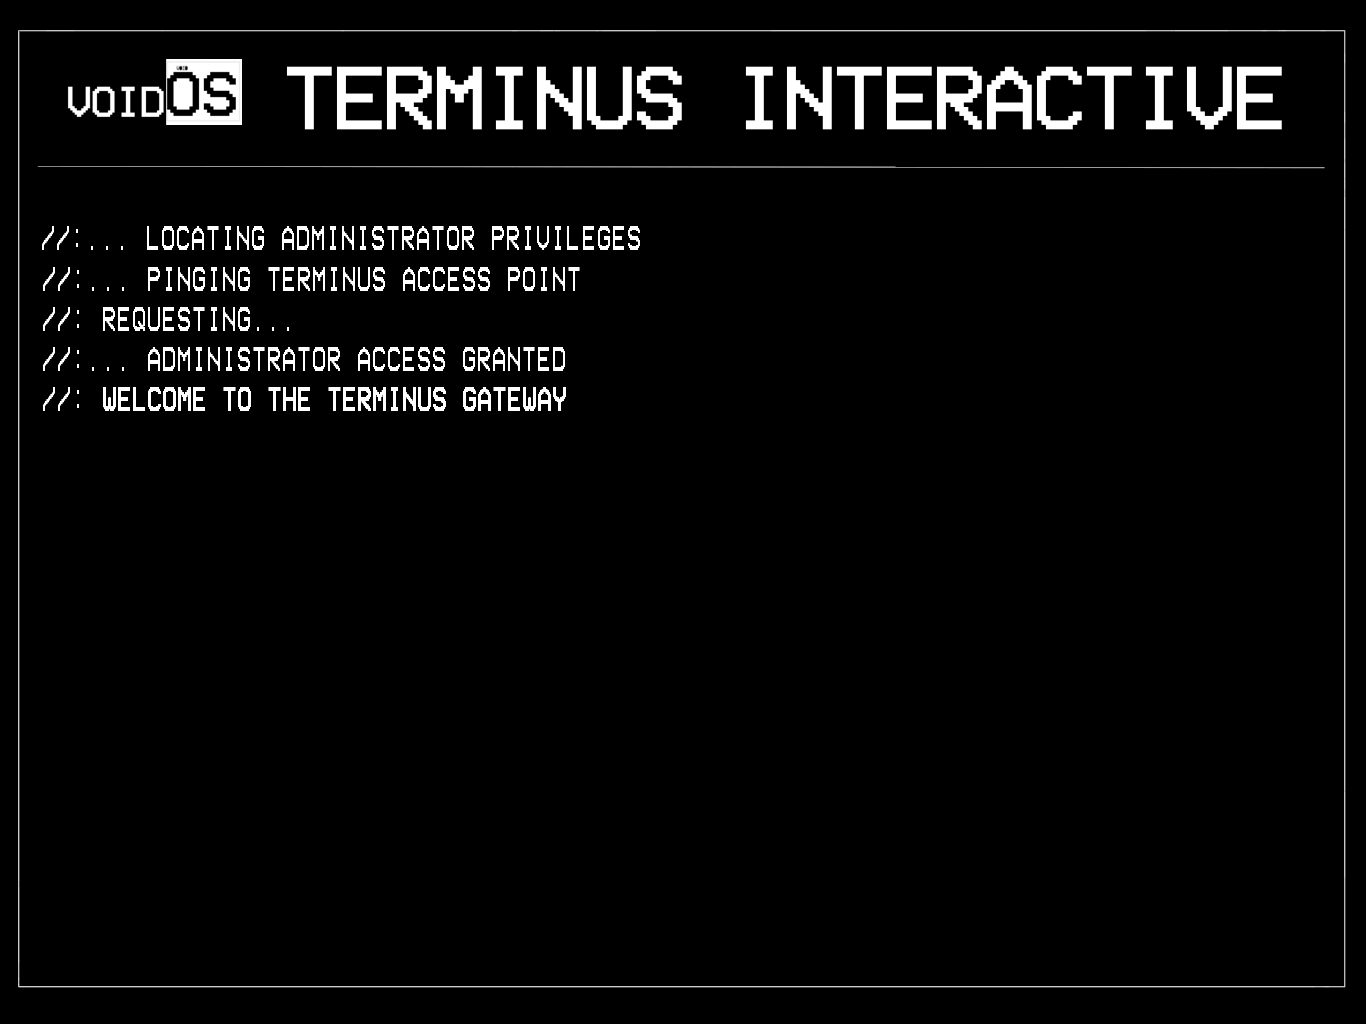 VOIDOS TERMINUS INTERACTIVE
//:... LOCATING ADMINISTRATOR PRIVILEGES
//:... PINGING TERMINUS ACCESS POINT
//: REQUESTING...
//:... ADMINISTRATOR ACCESS GRANTED
//: WELCOME TO THE TERMINUS GATEWAY